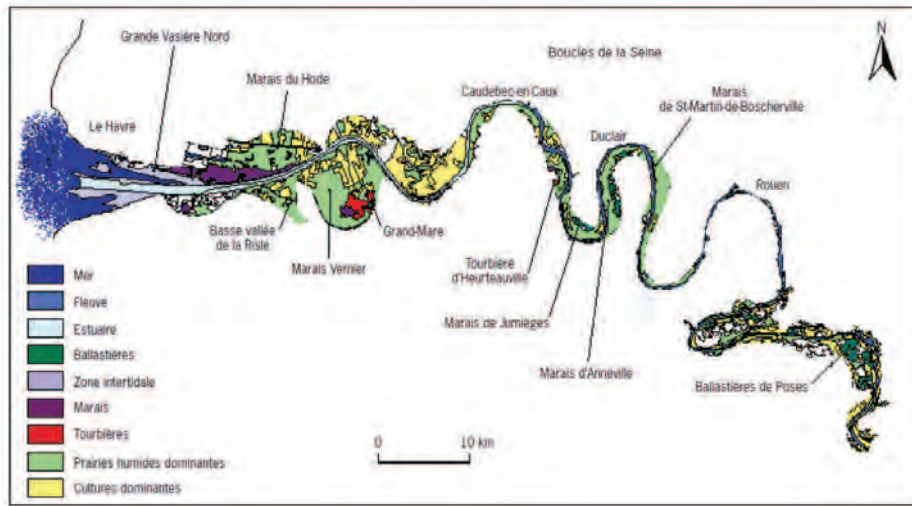 Grande Vasière Nord
N
Boucles de la Seine
Marais du Hode
Marais
de St-Martin-de-Boscherville
Caudebec-en-Caux
Le Havre
Duclair
Rouen
Basse vallée
de la Risle
Grand-Mare
Marais Vernier
Tourbière
d'Heurteauville
Marais de Jumièges
Marais d'Anneville
Ballastières de Poses
Mer
Fleuve
Estuaire
Ballastières
Zone intertidale
Marais
Tourbières
Prairies humides dominantes
Cultures dominantes
0 10 km